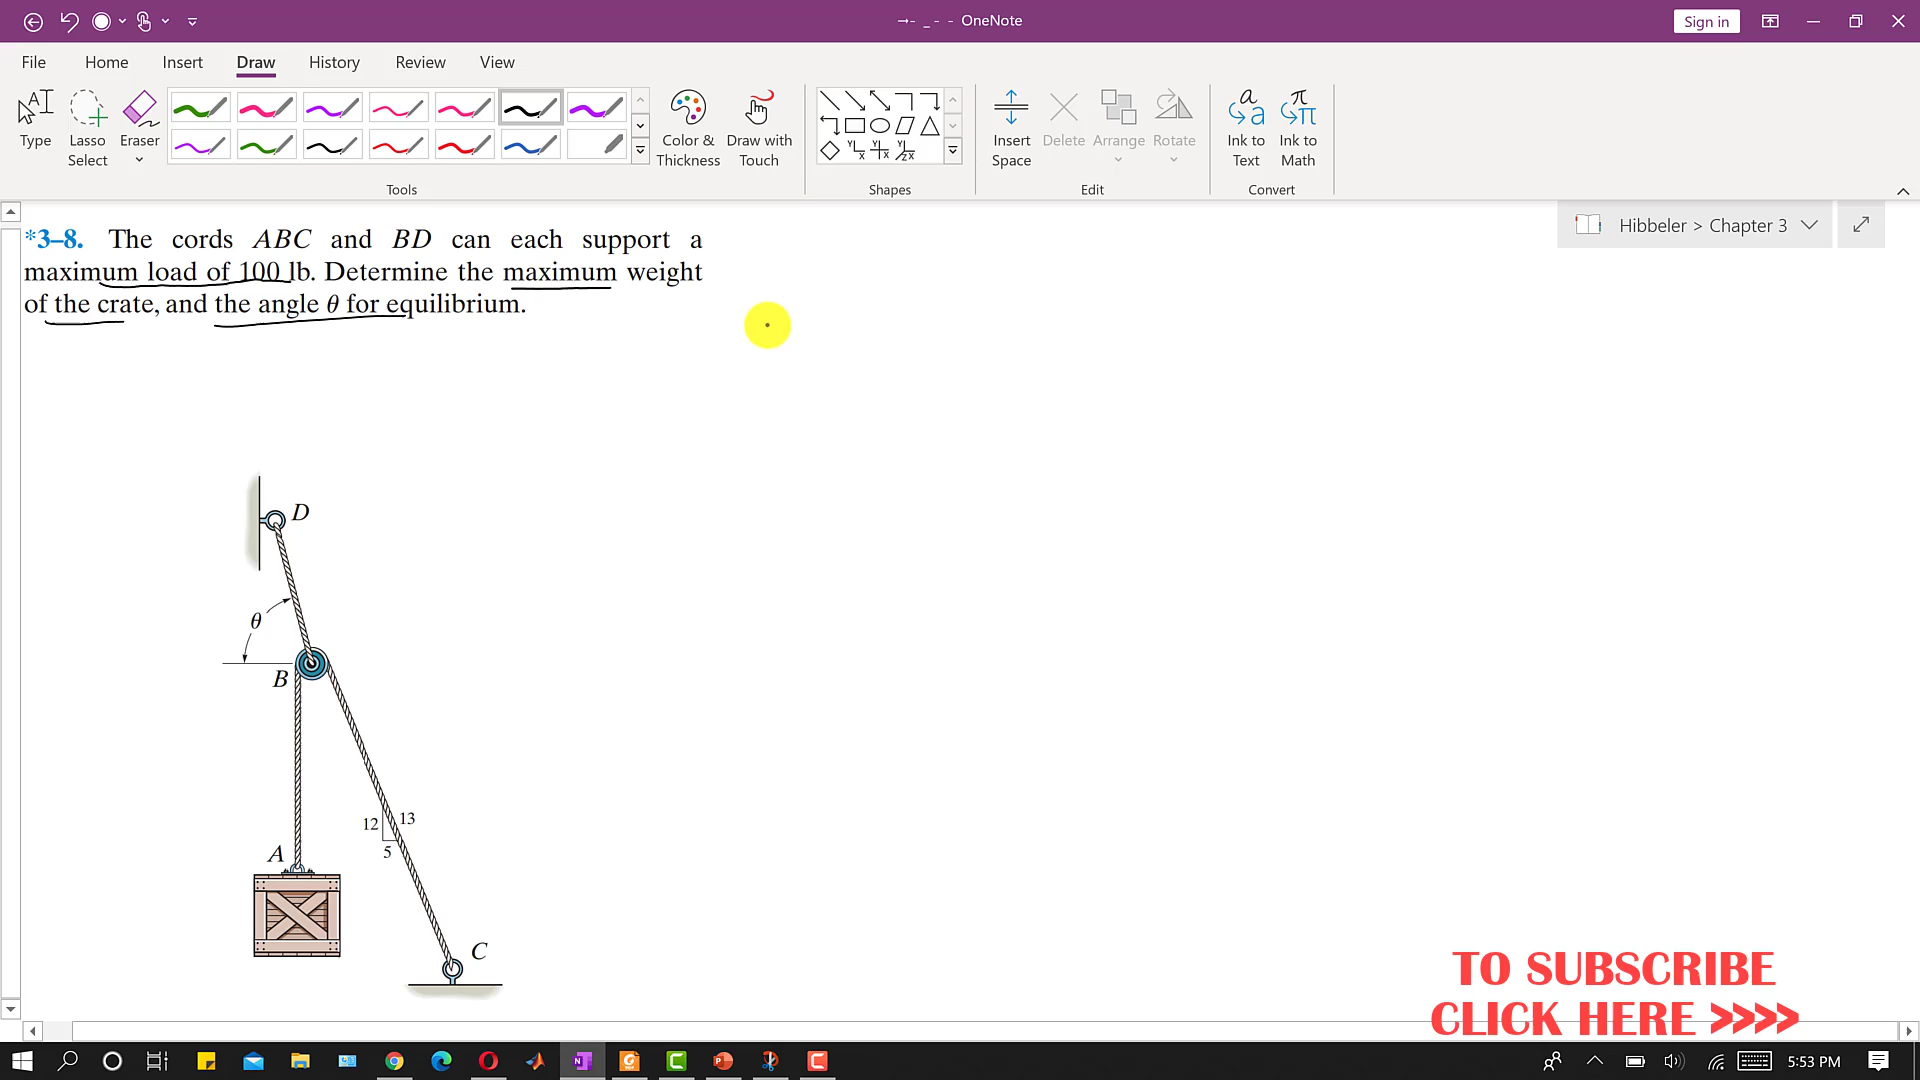 →- _ - - OneNote
Sign in
File Home Insert Draw History Review View
Type
Lasso Select
Eraser
Color & Thickness
Draw with Touch
Insert Space
Delete
Arrange
Rotate
Ink to Text
Ink to Math
Tools
Shapes
Edit
Convert
Hibbeler > Chapter 3
*3–8. The cords ABC and BD can each support a
maximum load of 100 lb. Determine the maximum weight
of the crate, and the angle θ for equilibrium.
D
θ
B
12
13
5
A
C
TO SUBSCRIBE
CLICK HERE >>>>
5:53 PM